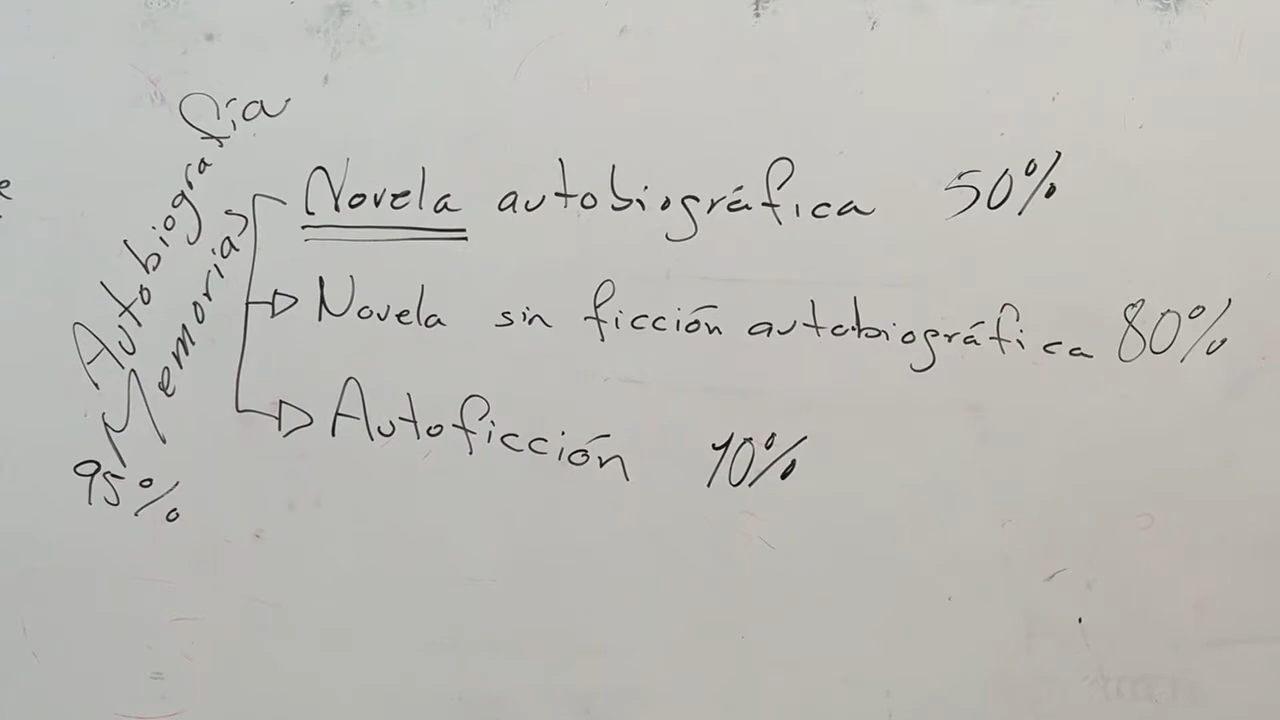 Autobiografía
Memorias
95%
Novela autobiográfica 50%
Novela sin ficción autobiográfica 80%
Autoficción 10%